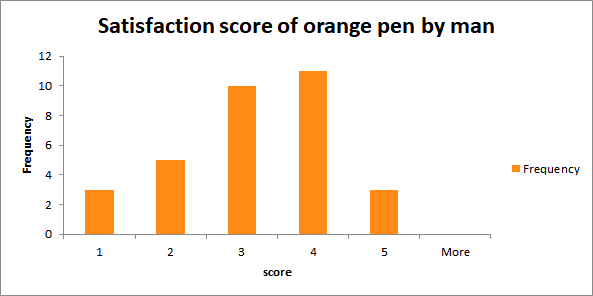 Satisfaction score of orange pen by man
12
10
8
6
4
2
0
Frequency
1 2 3 4 5 More
score
Frequency